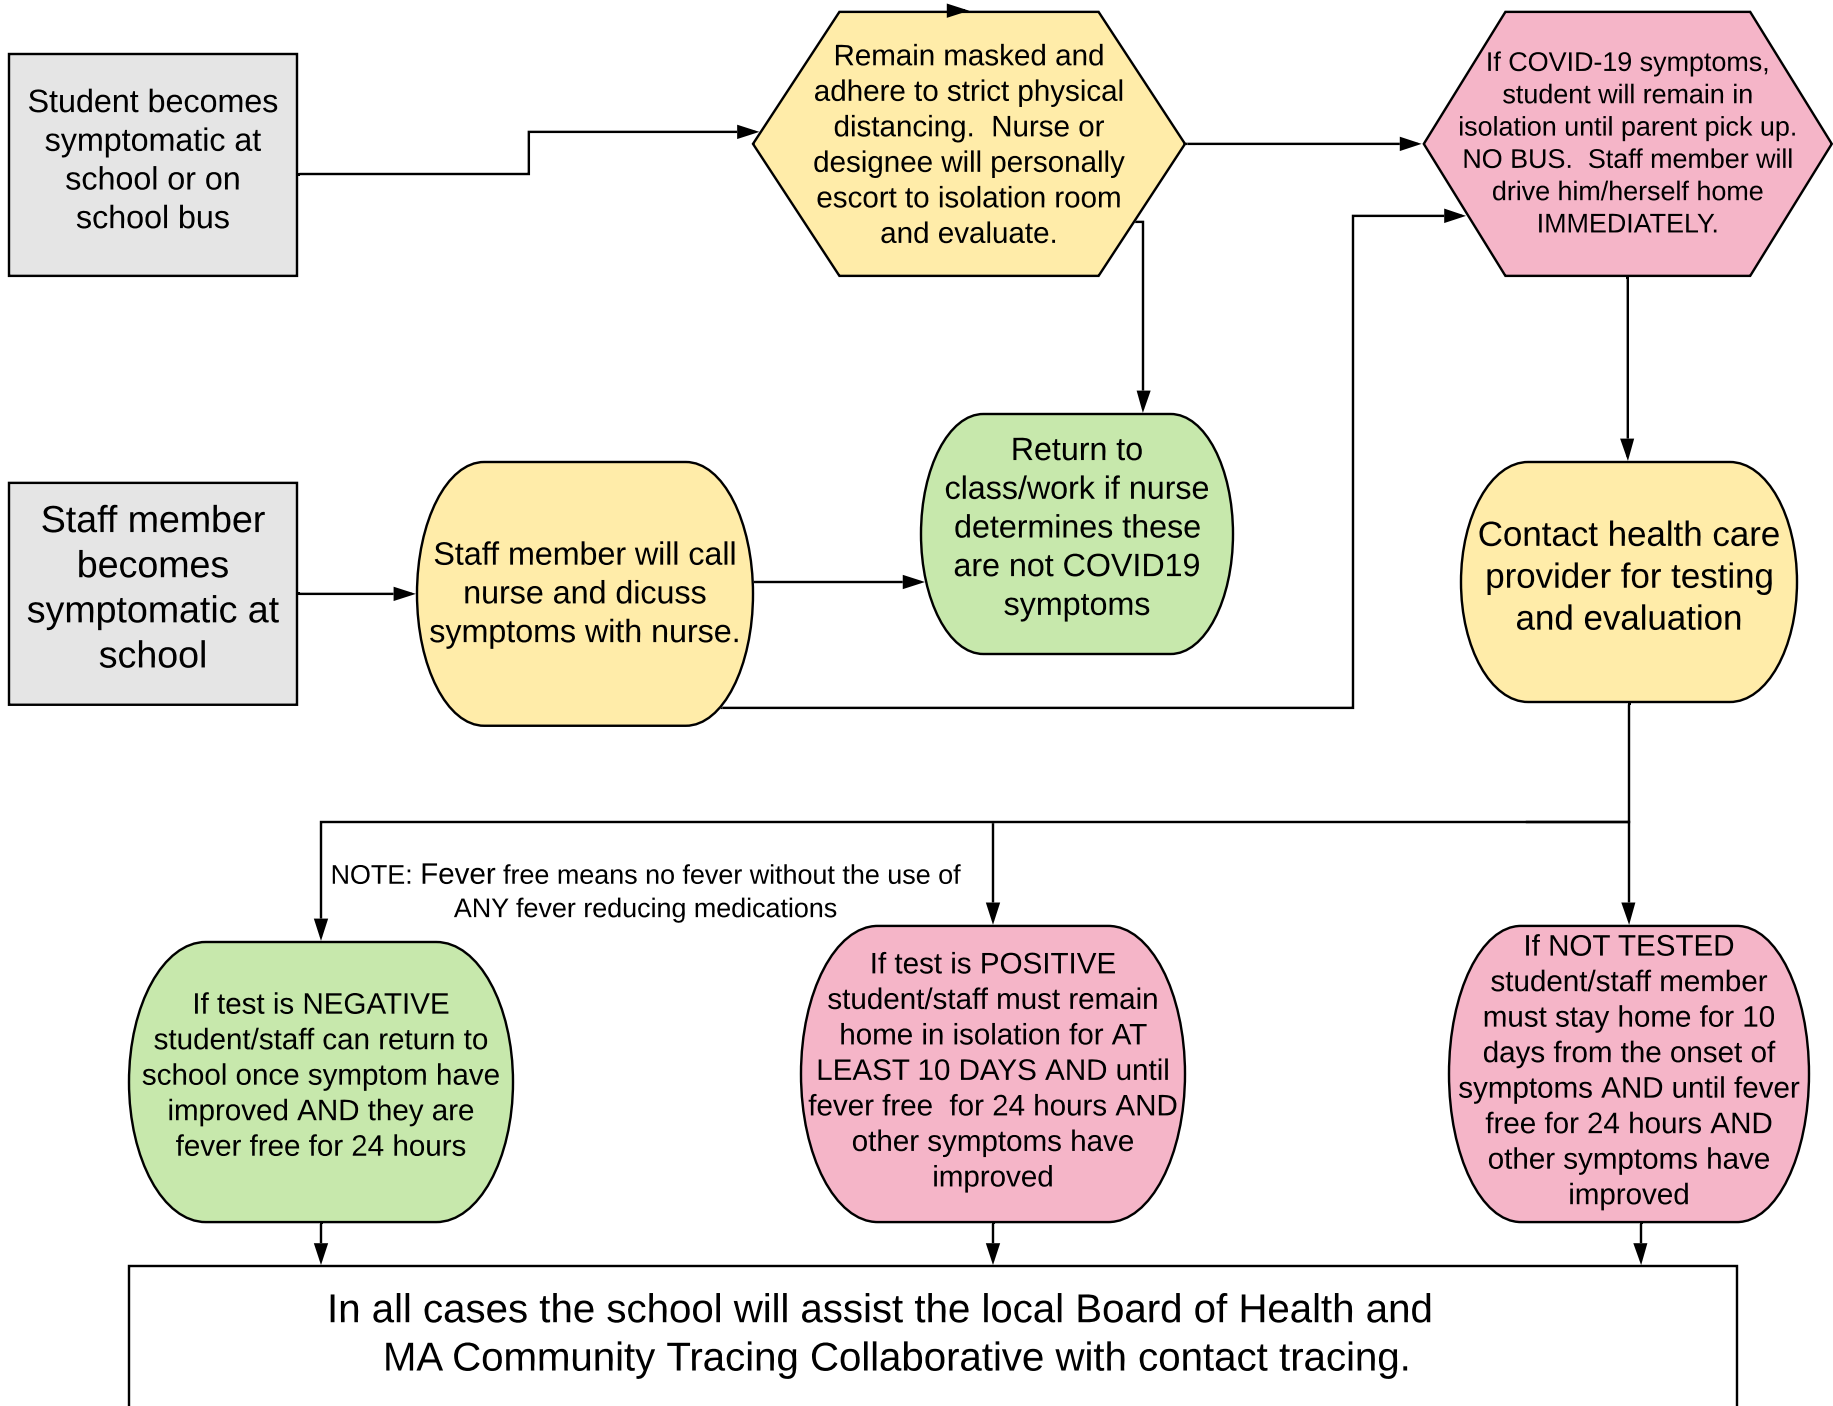 Student becomes
symptomatic at
school or on
school bus
Remain masked and
adhere to strict physical
distancing.  Nurse or
designee will personally
escort to isolation room
and evaluate.
If COVID-19 symptoms,
student will remain in
isolation until parent pick up.
NO BUS.  Staff member will
drive him/herself home
IMMEDIATELY.
Staff member
becomes
symptomatic at
school
Staff member will call
nurse and dicuss
symptoms with nurse.
Return to
class/work if nurse
determines these
are not COVID19
symptoms
Contact health care
provider for testing
and evaluation
NOTE: Fever free means no fever without the use of
ANY fever reducing medications
If test is NEGATIVE
student/staff can return to
school once symptom have
improved AND they are
fever free for 24 hours
If test is POSITIVE
student/staff must remain
home in isolation for AT
LEAST 10 DAYS AND until
fever free  for 24 hours AND
other symptoms have
improved
If NOT TESTED
student/staff member
must stay home for 10
days from the onset of
symptoms AND until fever
free for 24 hours AND
other symptoms have
improved
In all cases the school will assist the local Board of Health and
MA Community Tracing Collaborative with contact tracing.